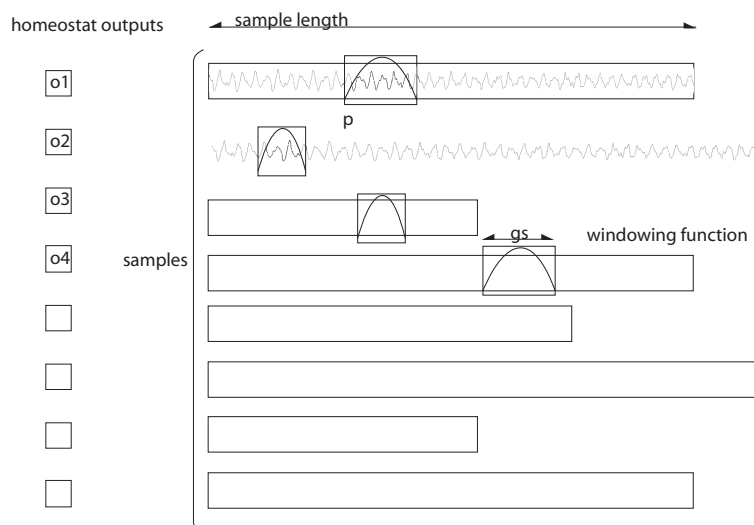 homeostat outputs
sample length
o1
p
o2
o3
gs
windowing function
o4
samples